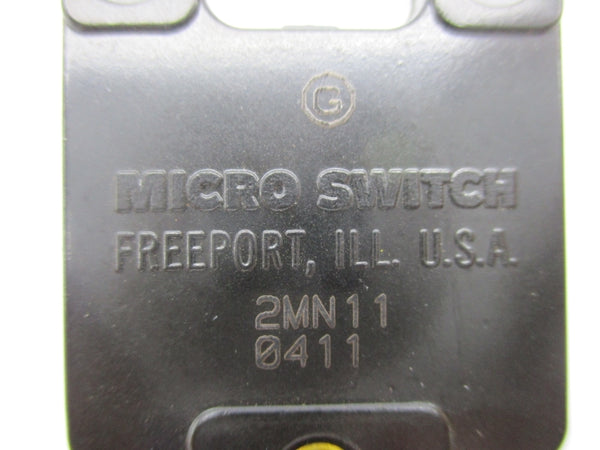 G
MICRO SWITCH
FREEPORT, ILL. U.S.A.
2MN11
0411